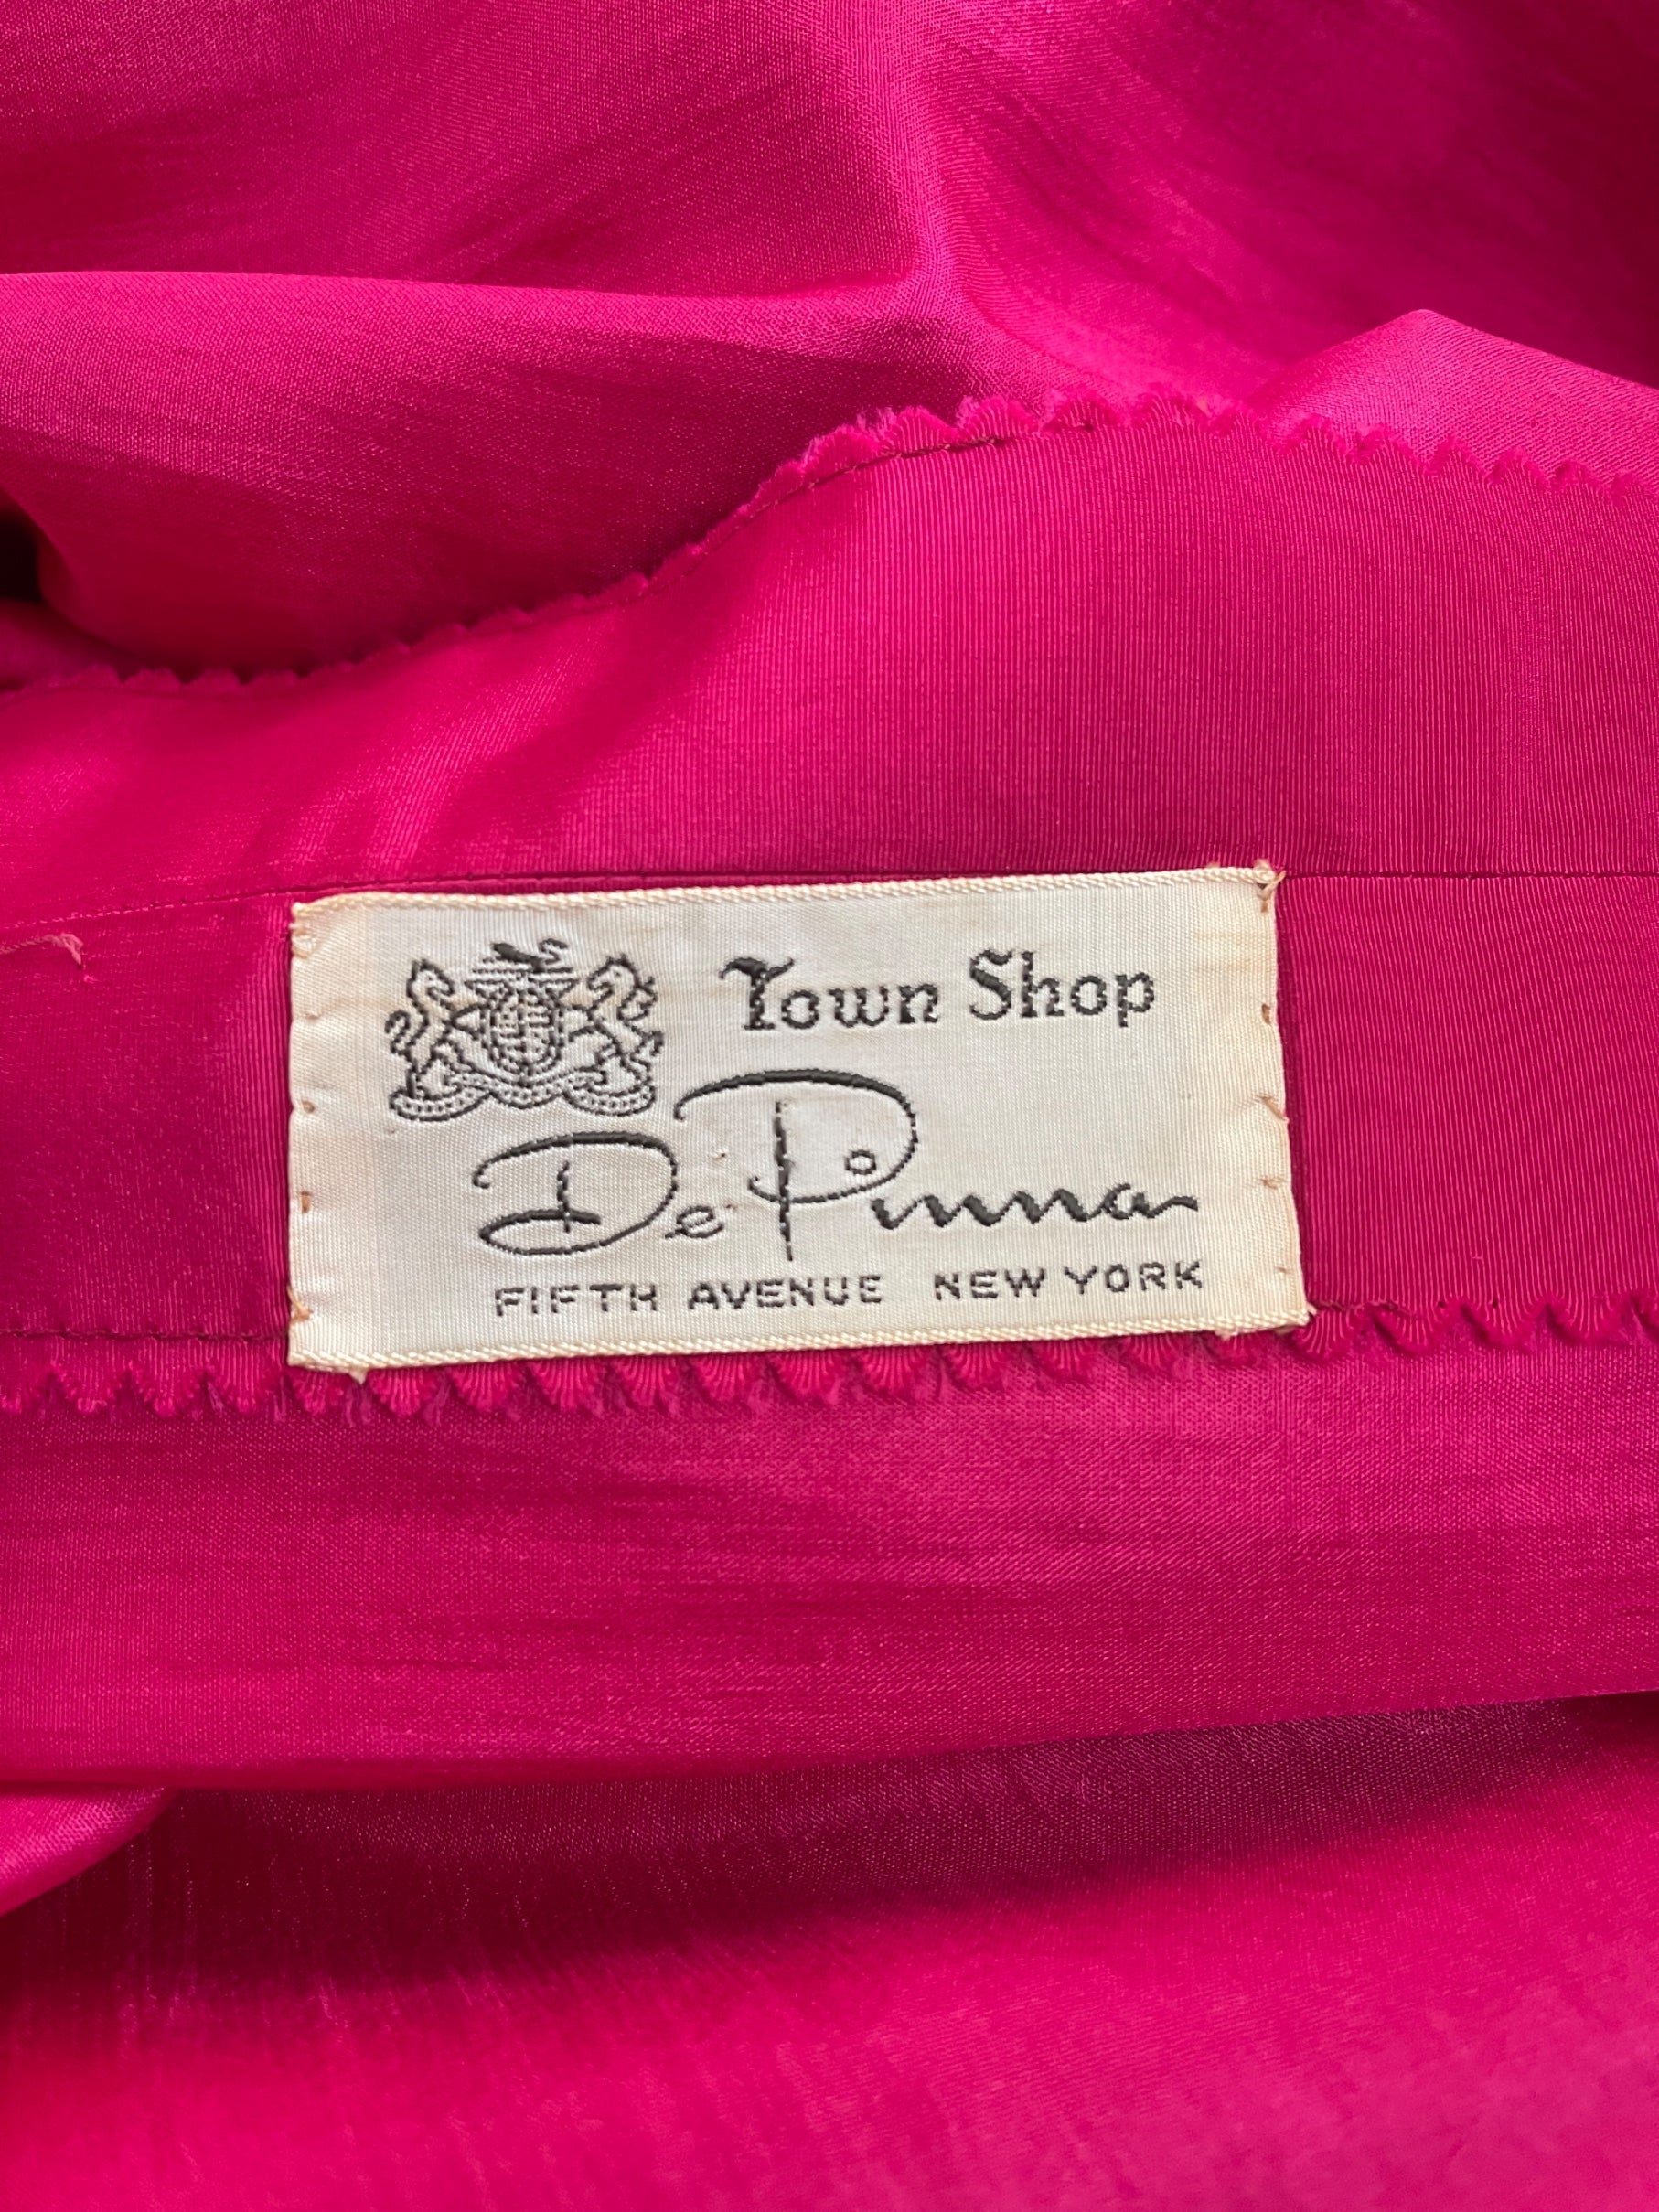 Town Shop
De Pinna
FIFTH AVENUE NEW YORK